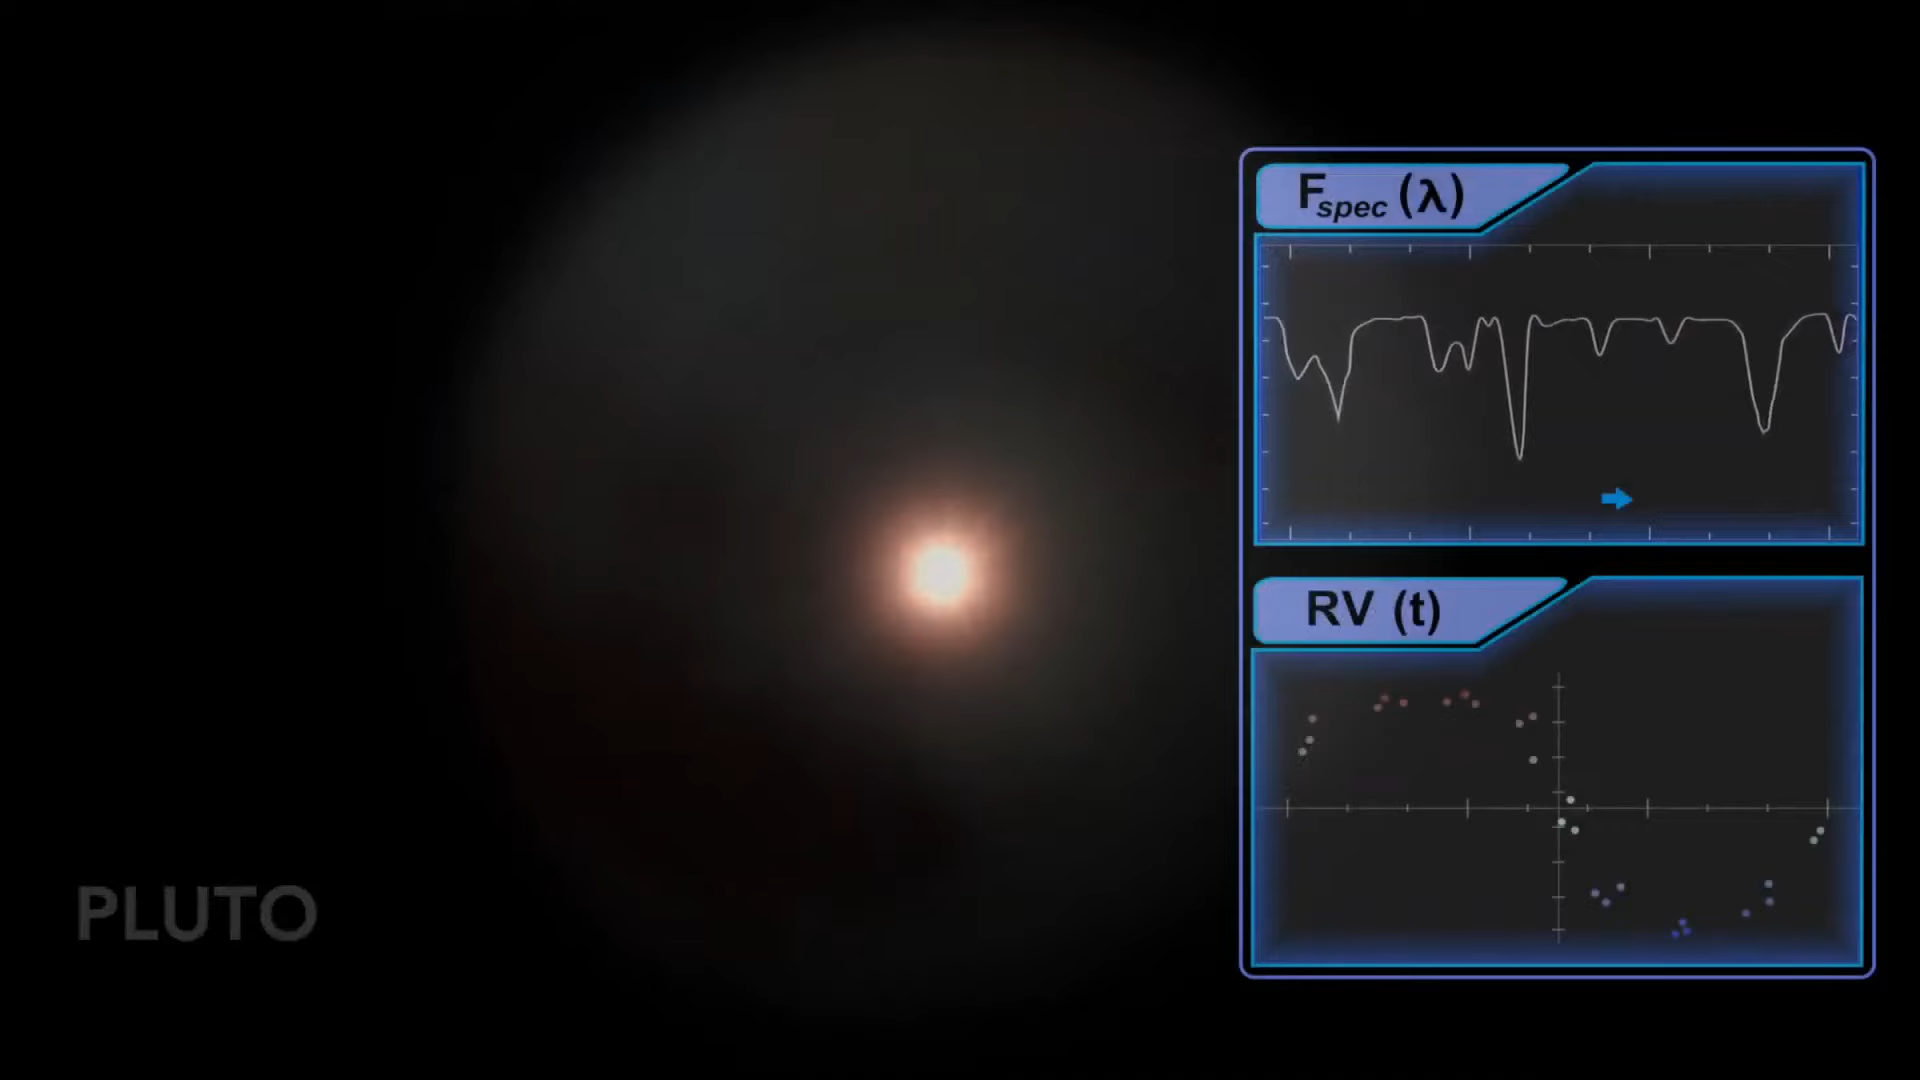 F_spec (λ)
RV (t)
PLUTO